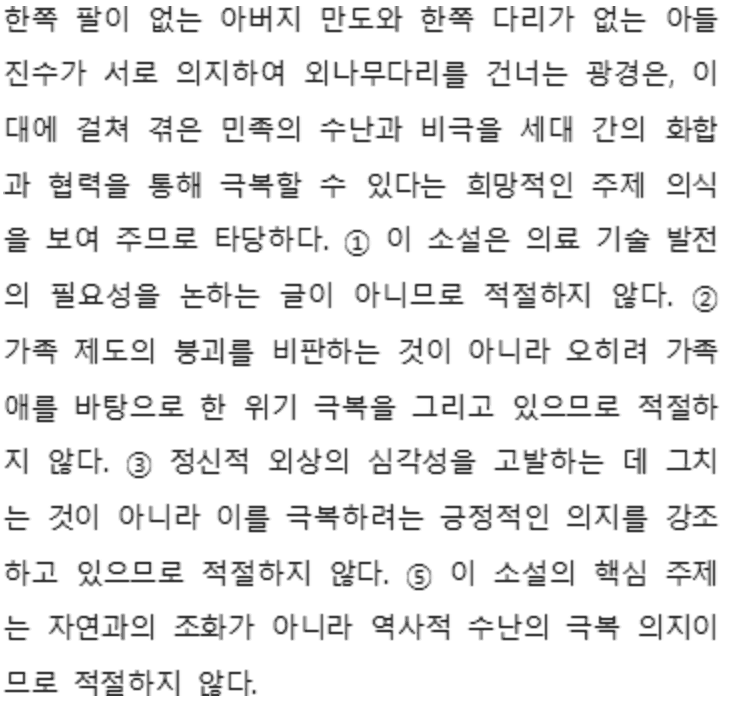 한쪽 팔이 없는 아버지 만도와 한쪽 다리가 없는 아들
진수가 서로 의지하여 외나무다리를 건너는 광경은, 이
대에 걸쳐 겪은 민족의 수난과 비극을 세대 간의 화합
과 협력을 통해 극복할 수 있다는 희망적인 주제 의식
을 보여 주므로 타당하다. ① 이 소설은 의료 기술 발전
의 필요성을 논하는 글이 아니므로 적절하지 않다. ②
가족 제도의 붕괴를 비판하는 것이 아니라 오히려 가족
애를 바탕으로 한 위기 극복을 그리고 있으므로 적절하
지 않다. ③ 정신적 외상의 심각성을 고발하는 데 그치
는 것이 아니라 이를 극복하려는 긍정적인 의지를 강조
하고 있으므로 적절하지 않다. ⑤ 이 소설의 핵심 주제
는 자연과의 조화가 아니라 역사적 수난의 극복 의지이
므로 적절하지 않다.